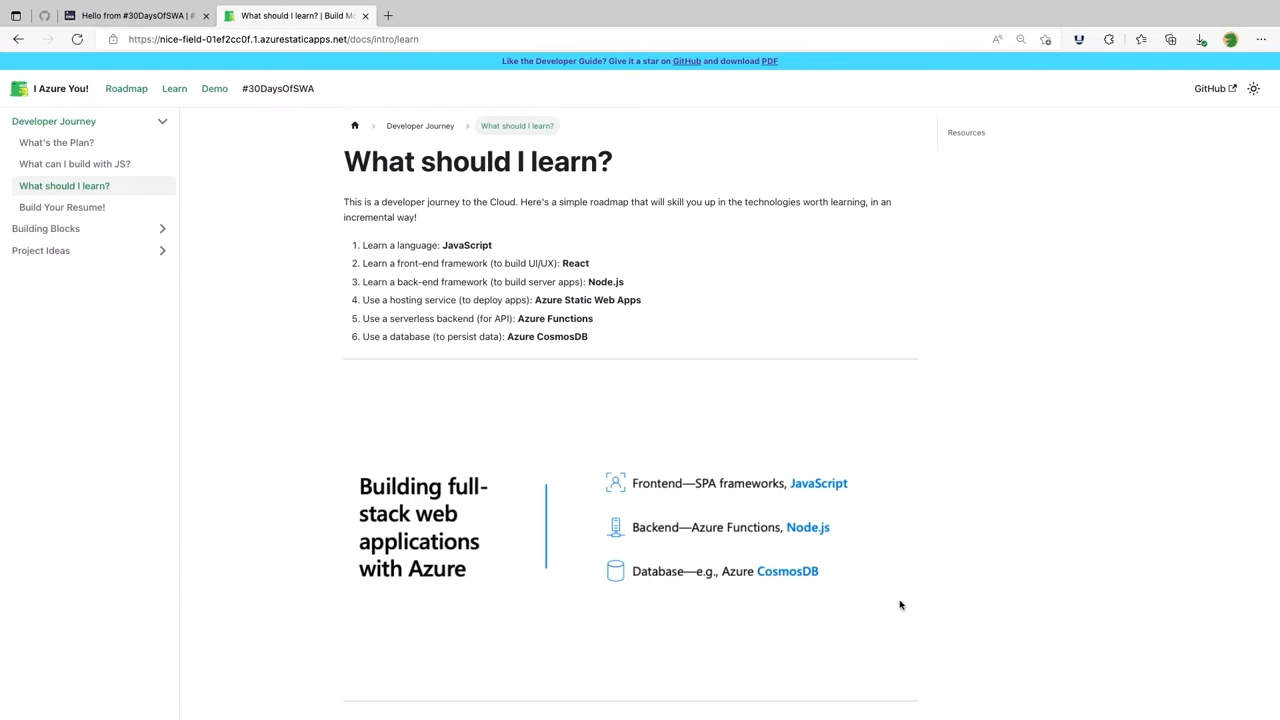 Hello from #30DaysOfSWA | #
What should I learn? | Build M
https://nice-field-01ef2cc0f.1.azurestaticapps.net/docs/intro/learn
Like the Developer Guide? Give it a star on GitHub and download PDF
I Azure You!
Roadmap
Learn
Demo
#30DaysOfSWA
GitHub
Developer Journey
What's the Plan?
What can I build with JS?
What should I learn?
Build Your Resume!
Building Blocks
Project Ideas
Developer Journey
What should I learn?
Resources
What should I learn?
This is a developer journey to the Cloud. Here's a simple roadmap that will skill you up in the technologies worth learning, in an
incremental way!
1. Learn a language: JavaScript
2. Learn a front-end framework (to build UI/UX): React
3. Learn a back-end framework (to build server apps): Node.js
4. Use a hosting service (to deploy apps): Azure Static Web Apps
5. Use a serverless backend (for API): Azure Functions
6. Use a database (to persist data): Azure CosmosDB
Building full-
stack web
applications
with Azure
Frontend—SPA frameworks, JavaScript
Backend—Azure Functions, Node.js
Database—e.g., Azure CosmosDB